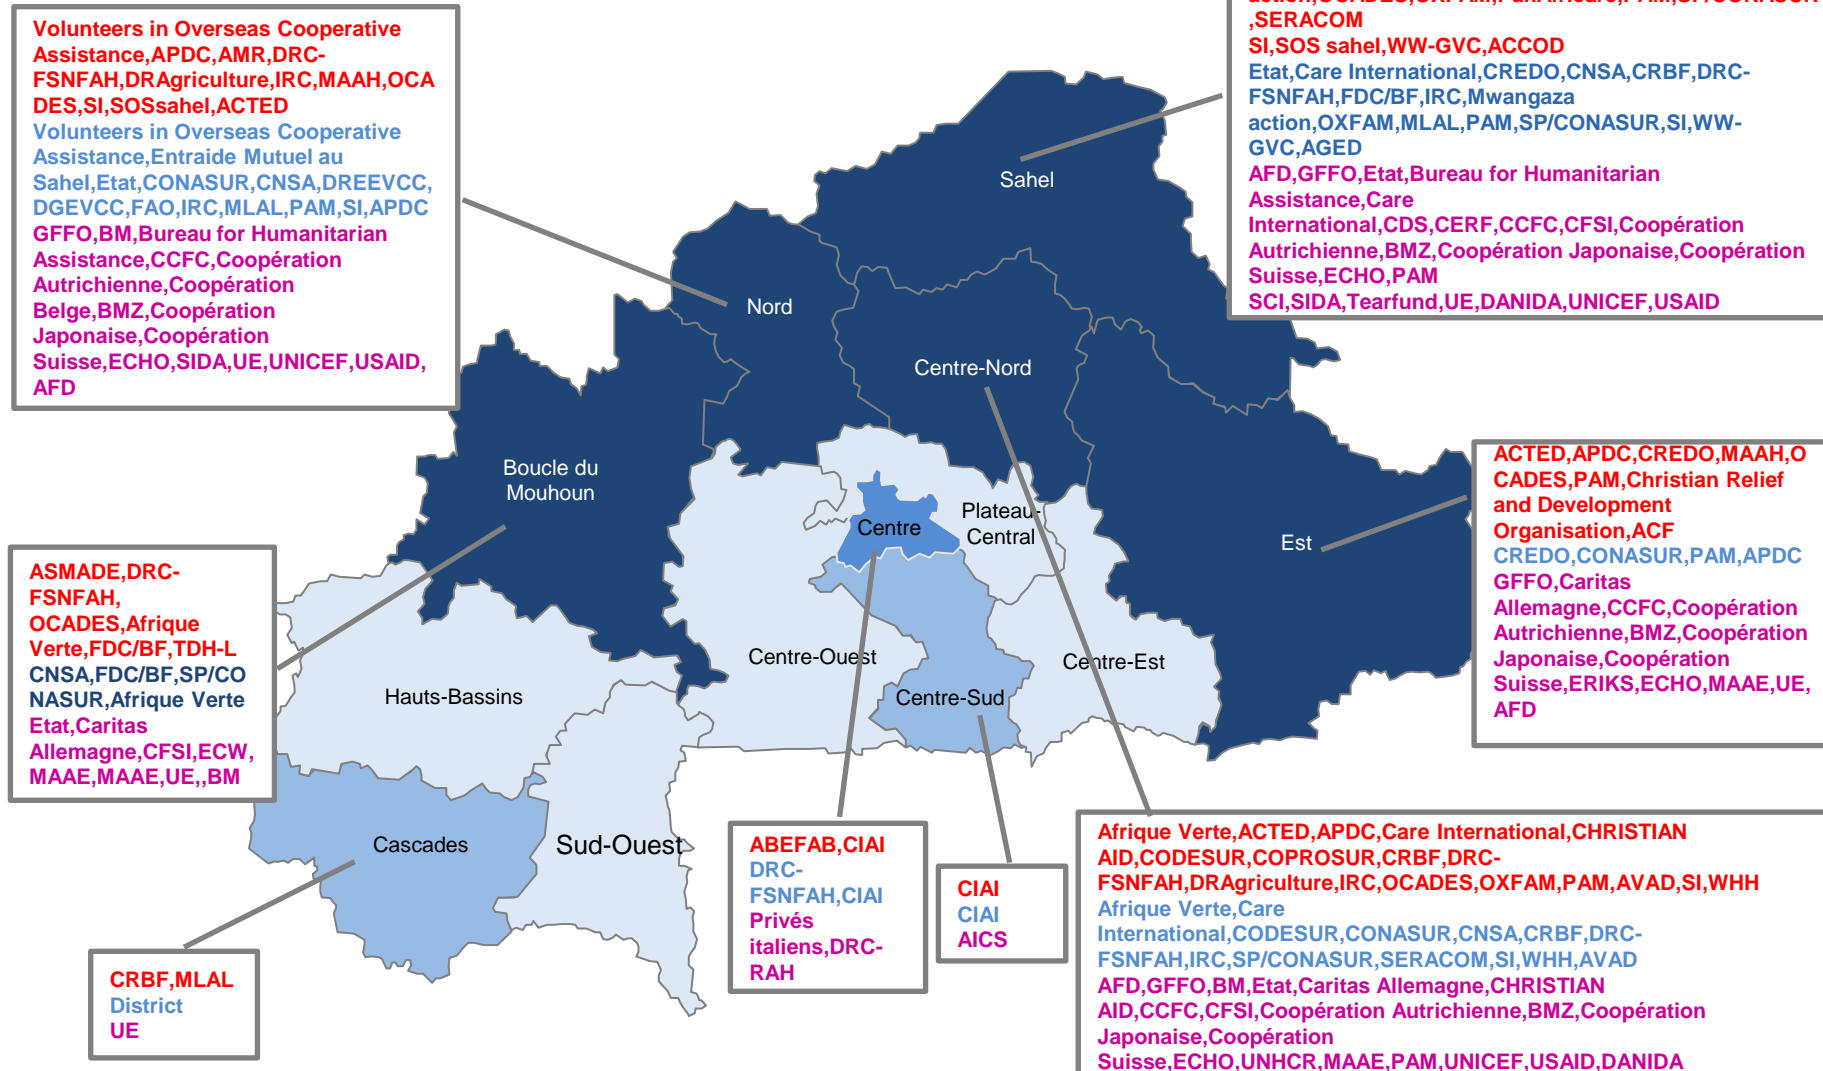 Volunteers in Overseas Cooperative
Assistance,APDC,AMR,DRC-
FSNFAH,DRAgriculture,IRC,MAAH,OCA
DES,SI,SOSsahel,ACTED
Volunteers in Overseas Cooperative
Assistance,Entraide Mutuel au
Sahel,Etat,CONASUR,CNSA,DREEVCC,
DGEVCC,FAO,IRC,MLAL,PAM,SI,APDC
GFFO,BM,Bureau for Humanitarian
Assistance,CCFC,Coopération
Autrichienne,Coopération
Belge,BMZ,Coopération
Japonaise,Coopération
Suisse,ECHO,SIDA,UE,UNICEF,USAID,
AFD
,SERACOM
SI,SOS sahel,WW-GVC,ACCOD
Etat,Care International,CREDO,CNSA,CRBF,DRC-
FSNFAH,FDC/BF,IRC,Mwangaza
action,OXFAM,MLAL,PAM,SP/CONASUR,SI,WW-
GVC,AGED
AFD,GFFO,Etat,Bureau for Humanitarian
Assistance,Care
International,CDS,CERF,CCFC,CFSI,Coopération
Autrichienne,BMZ,Coopération Japonaise,Coopération
Suisse,ECHO,PAM
SCI,SIDA,Tearfund,UE,DANIDA,UNICEF,USAID
Sahel
Nord
Centre-Nord
Boucle du
Mouhoun
Centre
Plateau-
Central
Est
Centre-Ouest
Centre-Est
Centre-Sud
Hauts-Bassins
Cascades
Sud-Ouest
ACTED,APDC,CREDO,MAAH,O
CADES,PAM,Christian Relief
and Development
Organisation,ACF
CREDO,CONASUR,PAM,APDC
GFFO,Caritas
Allemagne,CCFC,Coopération
Autrichienne,BMZ,Coopération
Japonaise,Coopération
Suisse,ERIKS,ECHO,MAAE,UE,
AFD
ASMADE,DRC-
FSNFAH,
OCADES,Afrique
Verte,FDC/BF,TDH-L
CNSA,FDC/BF,SP/CO
NASUR,Afrique Verte
Etat,Caritas
Allemagne,CFSI,ECW,
MAAE,MAAE,UE,,BM
CRBF,MLAL
District
UE
ABEFAB,CIAI
DRC-
FSNFAH,CIAI
Privés
italiens,DRC-
RAH
CIAI
CIAI
AICS
Afrique Verte,ACTED,APDC,Care International,CHRISTIAN
AID,CODESUR,COPROSUR,CRBF,DRC-
FSNFAH,DRAgriculture,IRC,OCADES,OXFAM,PAM,AVAD,SI,WHH
Afrique Verte,Care
International,CODESUR,CONASUR,CNSA,CRBF,DRC-
FSNFAH,IRC,SP/CONASUR,SERACOM,SI,WHH,AVAD
AFD,GFFO,BM,Etat,Caritas Allemagne,CHRISTIAN
AID,CCFC,CFSI,Coopération Autrichienne,BMZ,Coopération
Japonaise,Coopération
Suisse,ECHO,UNHCR,MAAE,PAM,UNICEF,USAID,DANIDA